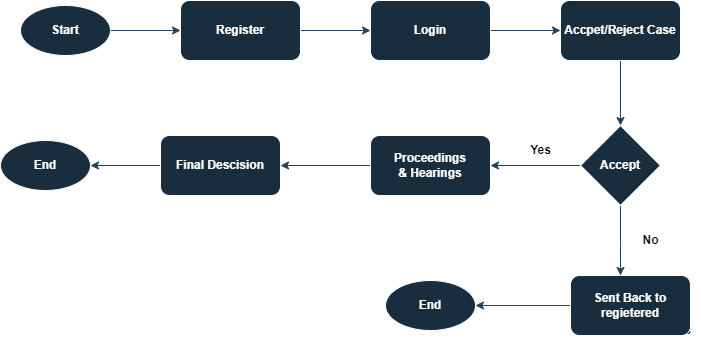 Start
Register
Login
Accpet/Reject Case
End
Final Descision
Proceedings
& Hearings
Yes
Accept
No
End
Sent Back to
regietered